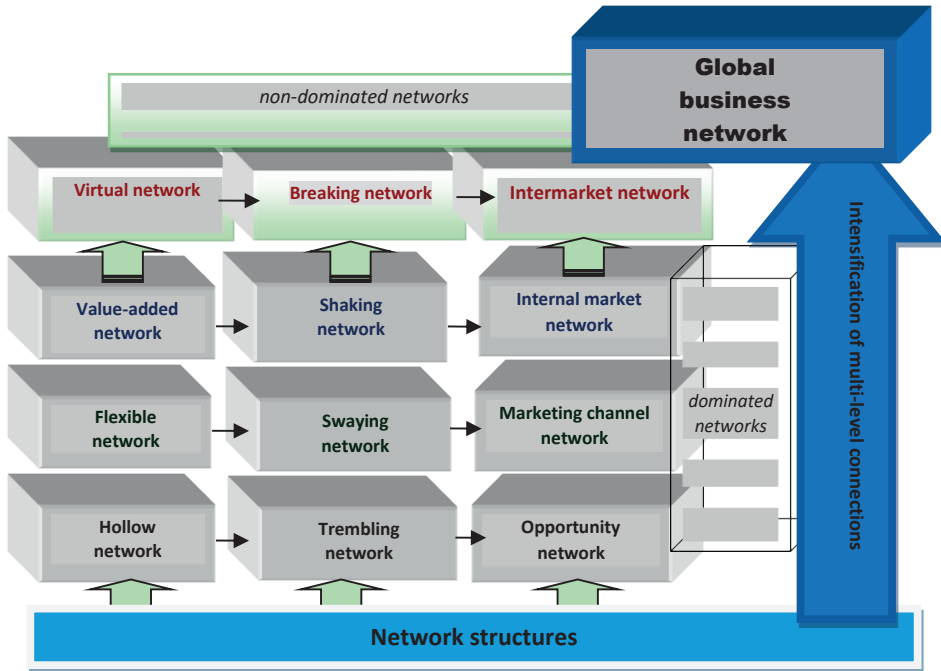 Global
business
network
non-dominated networks
Virtual network
Breaking network
Intermarket network
Value-added
network
Shaking
network
Internal market
network
Flexible
network
Swaying
network
Marketing channel
network
dominated
networks
Hollow
network
Trembling
network
Opportunity
network
Intensification of multi-level connections
Network structures